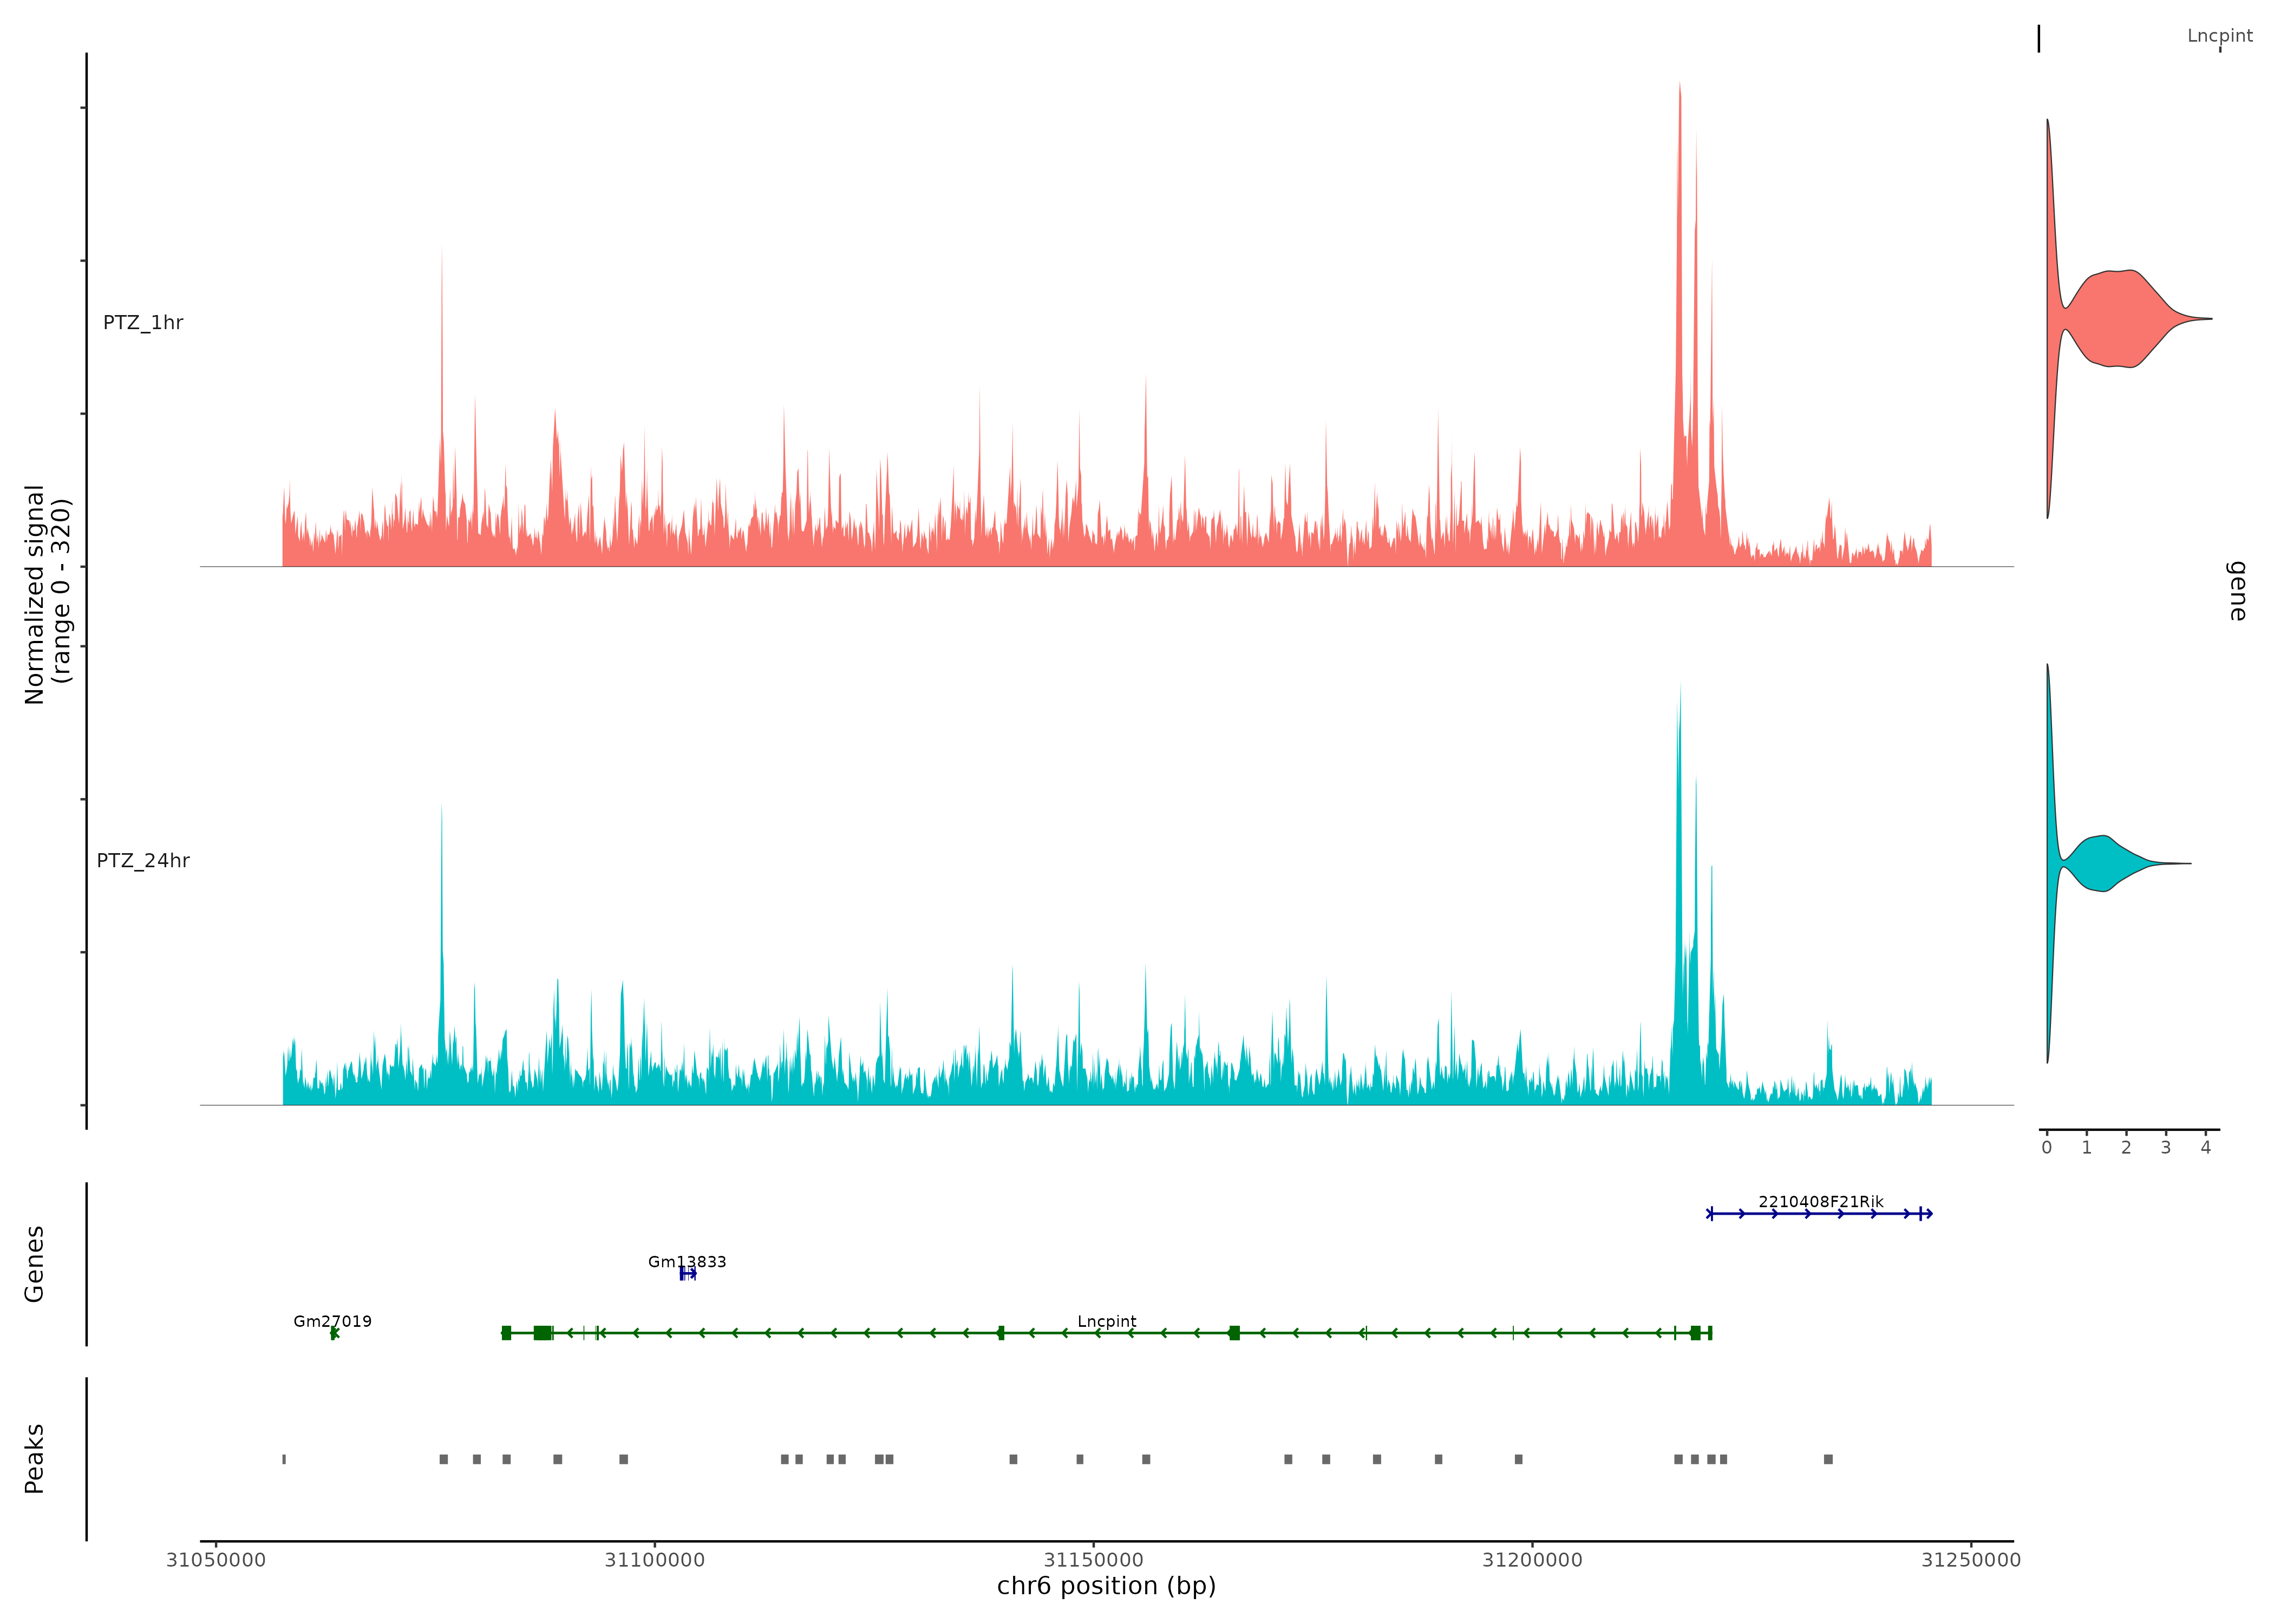 Lncpint
Normalized signal
(range 0 - 320)
PTZ_1hr
PTZ_24hr
gene
0 1 2 3 4
Genes
2210408F21Rik
Gm13833
Gm27019
Lncpint
Peaks
31050000 31100000 31150000 31200000 31250000
chr6 position (bp)